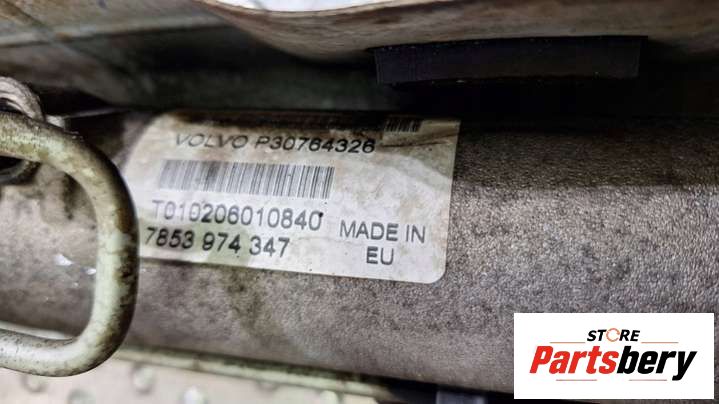 VOLVO P30764326
T010206010840
7853 974 347
MADE IN
EU
STORE
Partsbery